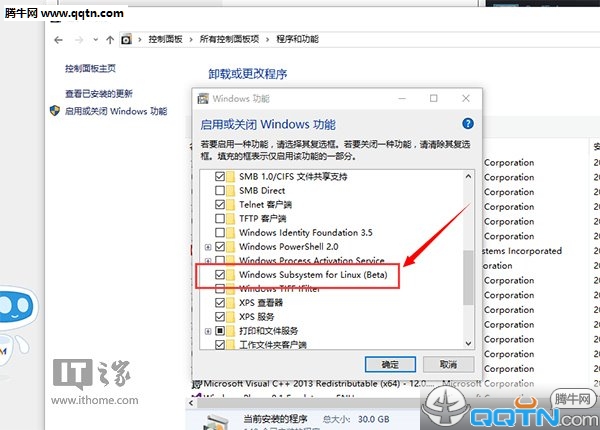 腾牛网 www.qqtn.com
控制面板 › 所有控制面板项 › 程序和功能
控制面板主页
卸载或更改程序
查看已安装的更新
启用或关闭 Windows 功能
Windows 功能
启用或关闭 Windows 功能
若要启用一种功能，请选择其复选框。若要关闭一种功能，请清除其复选框。填充的框表示仅启用该功能的一部分。
SMB 1.0/CIFS 文件共享支持
SMB Direct
Telnet 客户端
TFTP 客户端
Windows Identity Foundation 3.5
Windows PowerShell 2.0
Windows Process Activation Service
Windows Subsystem for Linux (Beta)
Windows TIFF IFilter
XPS 查看器
XPS 服务
打印和文件服务
工作文件夹客户端
确定
取消
Corporation
Corporation
Corporation
Corporation
Corporation
Corporation
stems Incorporated
Corporation
Corporation
Corporation
Corporation
Corporation
Corporation
Corporation
Microsoft Visual C++ 2013 Redistributable (x64) - 12.0...
当前安装的程序
总大小: 30.0 GB
IT之家
www.ithome.com
腾牛网
QQTN.com